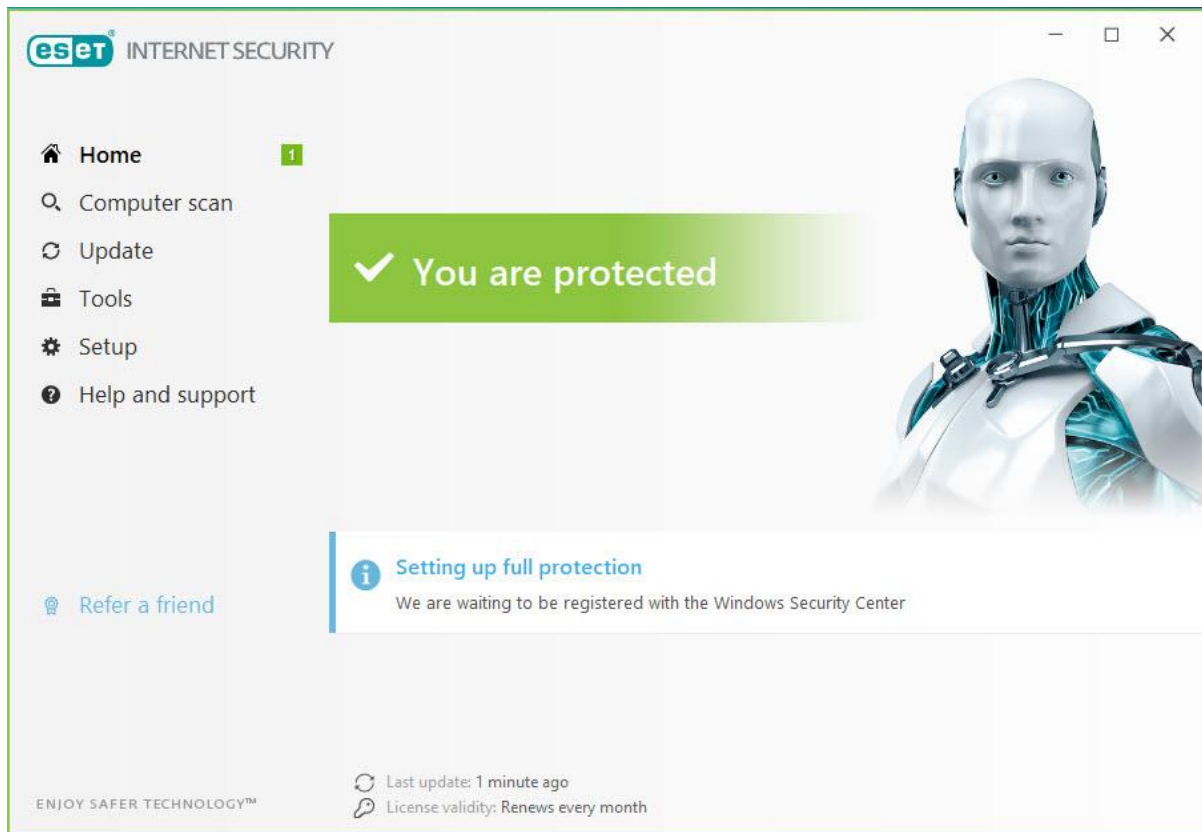 eseT® INTERNET SECURITY
Home 1
Computer scan
Update
Tools
Setup
Help and support
Refer a friend
ENJOY SAFER TECHNOLOGY™
You are protected
Setting up full protection
We are waiting to be registered with the Windows Security Center
Last update: 1 minute ago
License validity: Renews every month